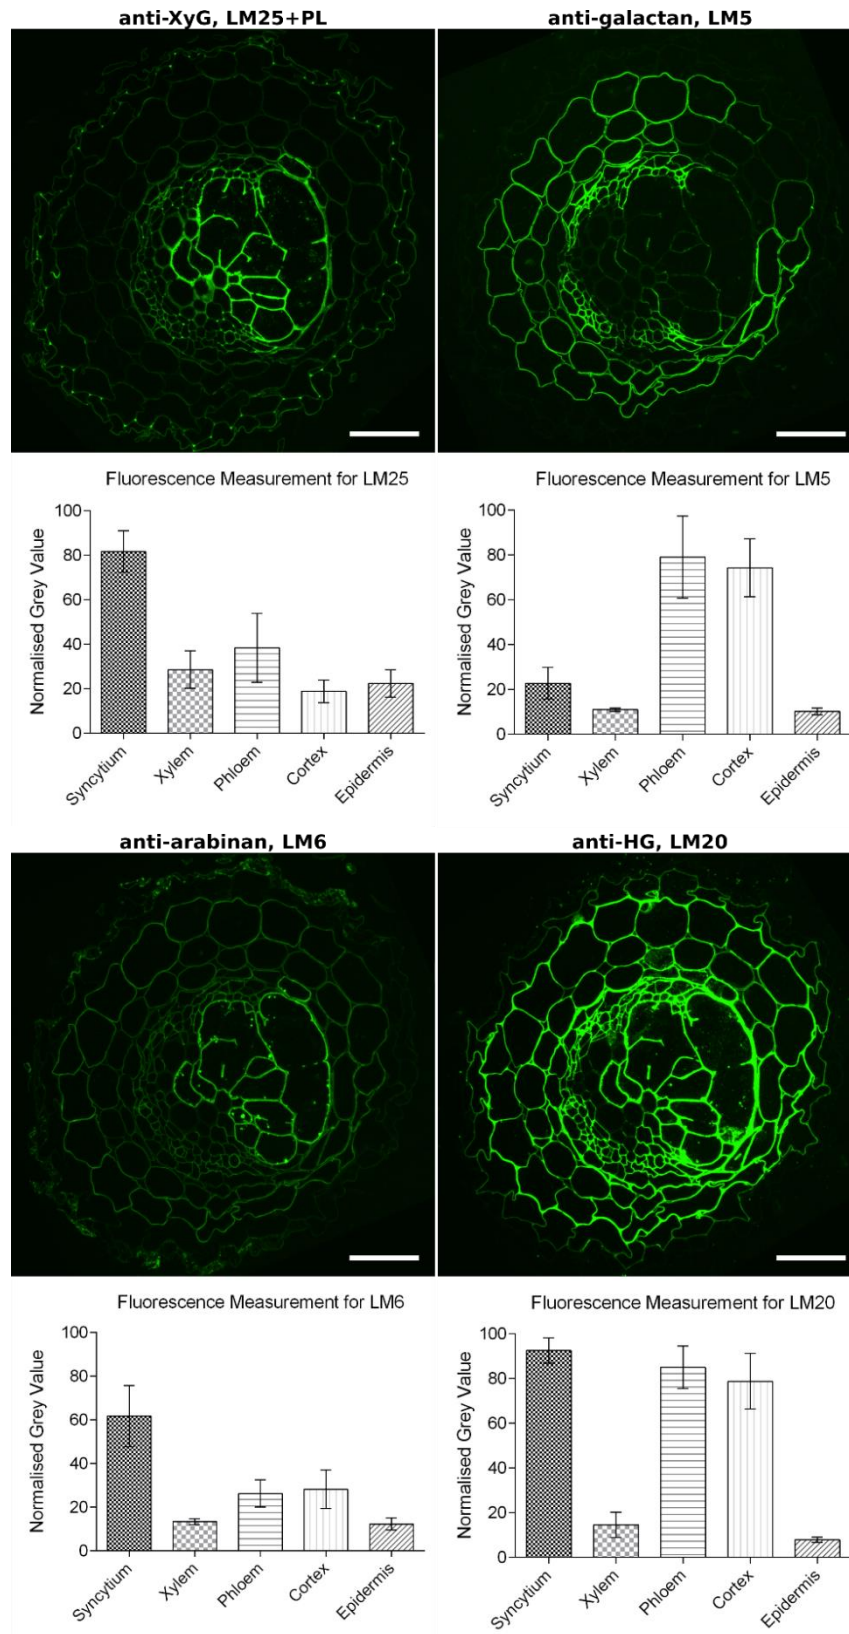 anti-XyG, LM25+PL
anti-galactan, LM5
Fluorescence Measurement for LM25
Normalised Grey Value
100
80
60
40
20
0
Syncytium
Xylem
Phloem
Cortex
Epidermis
Fluorescence Measurement for LM5
Normalised Grey Value
100
80
60
40
20
0
Syncytium
Xylem
Phloem
Cortex
Epidermis
anti-arabinan, LM6
anti-HG, LM20
Fluorescence Measurement for LM6
Normalised Grey Value
100
80
60
40
20
0
Syncytium
Xylem
Phloem
Cortex
Epidermis
Fluorescence Measurement for LM20
Normalised Grey Value
100
80
60
40
20
0
Syncytium
Xylem
Phloem
Cortex
Epidermis